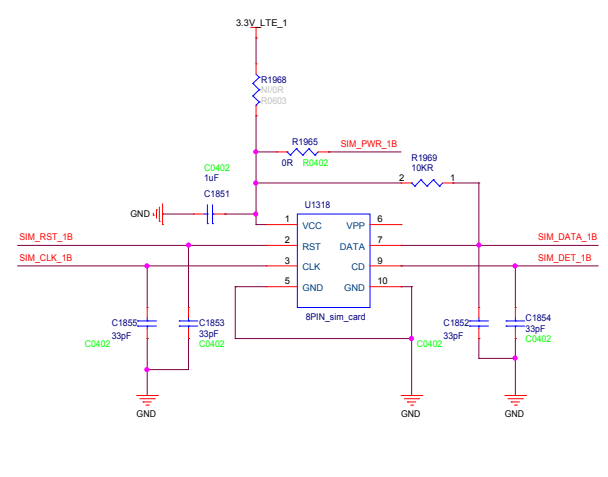 3.3V_LTE_1
R1968
NI/0R
R0603
R1965
SIM_PWR_1B
0R
R0402
R1969
10KR
2
1
C0402
1uF
C1851
GND
U1318
1
VCC
VPP
6
2
RST
DATA
7
3
CLK
CD
9
5
GND
GND
10
8PIN_sim_card
SIM_RST_1B
SIM_CLK_1B
SIM_DATA_1B
SIM_DET_1B
C1855
33pF
C0402
C1853
33pF
C0402
C1852
33pF
C0402
C1854
33pF
C0402
GND
GND
GND